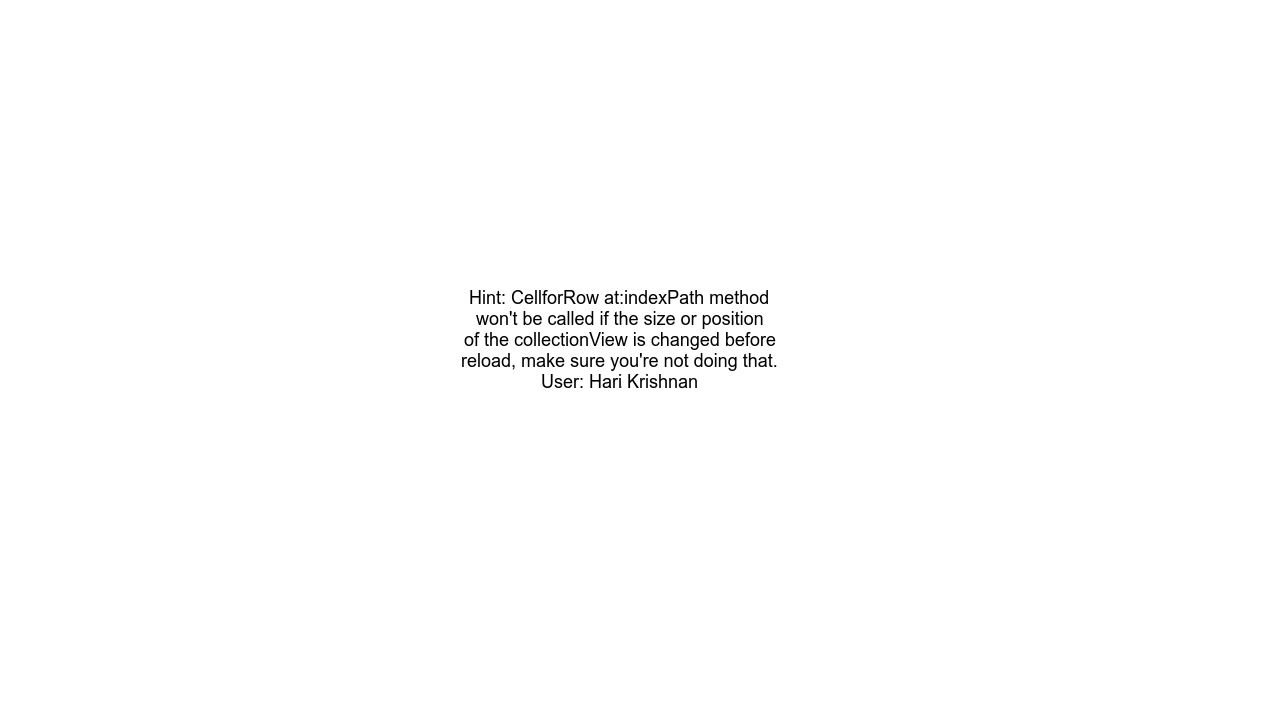 Hint: CellforRow at:indexPath method
won't be called if the size or position
of the collectionView is changed before
reload, make sure you're not doing that.
User: Hari Krishnan